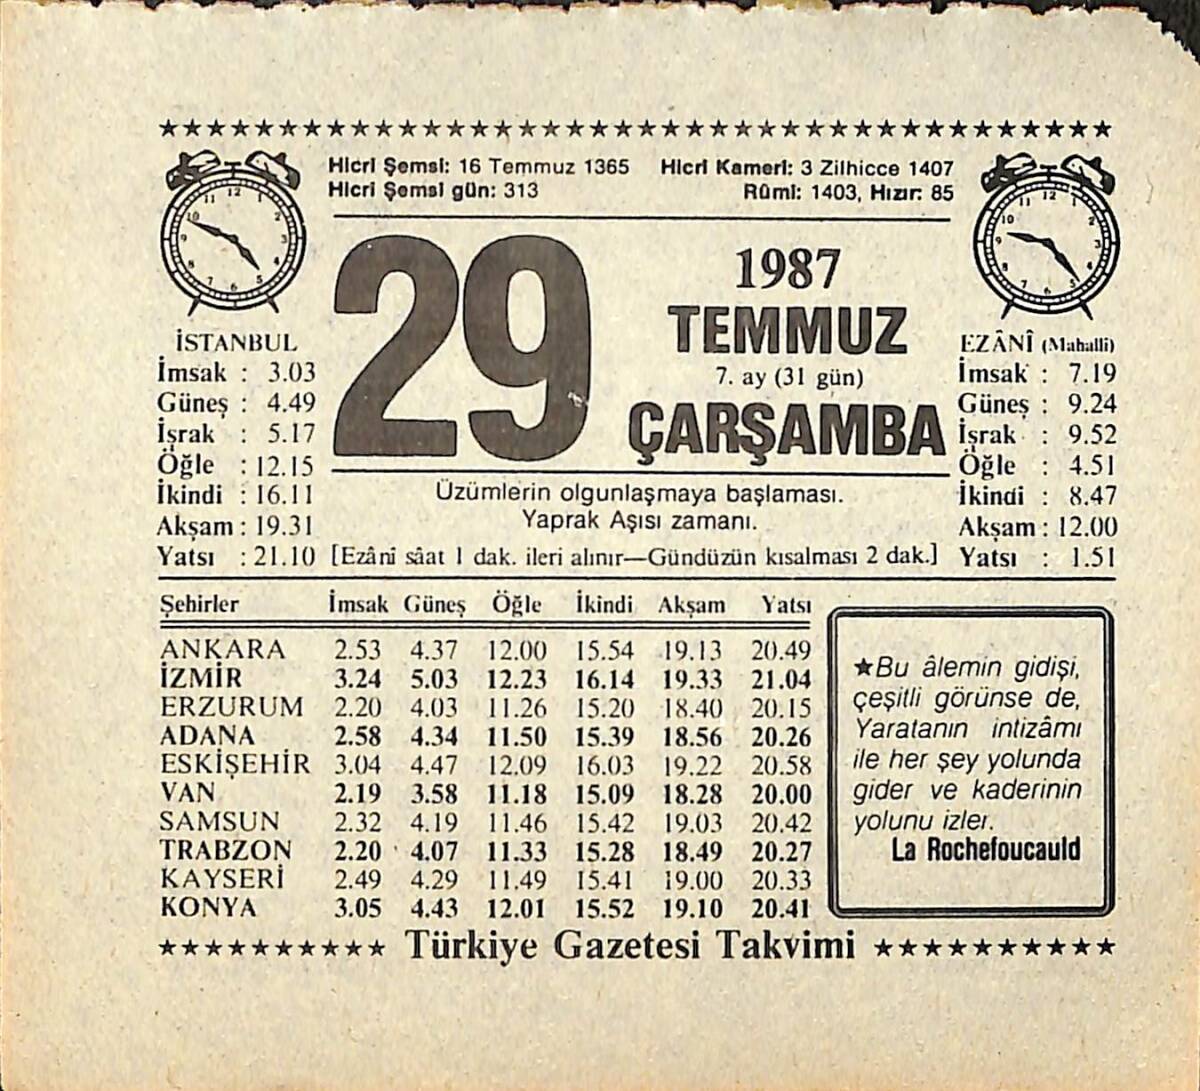 Hicrî Şemsî: 16 Temmuz 1365 Hicrî Kamerî: 3 Zilhicce 1407
Hicrî Şemsî gün: 313 Rûmî: 1403, Hızır: 85
29
1987
TEMMUZ
7. ay (31 gün)
ÇARŞAMBA
İSTANBUL
İmsak : 3.03
Güneş : 4.49
İşrak : 5.17
Öğle : 12.15
İkindi : 16.11
Akşam : 19.31
Yatsı : 21.10
EZÂNÎ (Mahallî)
İmsak : 7.19
Güneş : 9.24
İşrak : 9.52
Öğle : 4.51
İkindi : 8.47
Akşam : 12.00
Yatsı : 1.51
Üzümlerin olgunlaşmaya başlaması.
Yaprak Aşısı zamanı.
[Ezânî sâat 1 dak. ileri alınır—Gündüzün kısalması 2 dak.]
Şehirler İmsak Güneş Öğle İkindi Akşam Yatsı
ANKARA 2.53 4.37 12.00 15.54 19.13 20.49
İZMİR 3.24 5.03 12.23 16.14 19.33 21.04
ERZURUM 2.20 4.03 11.26 15.20 18.40 20.15
ADANA 2.58 4.34 11.50 15.39 18.56 20.26
ESKİŞEHİR 3.04 4.47 12.09 16.03 19.22 20.58
VAN 2.19 3.58 11.18 15.09 18.28 20.00
SAMSUN 2.32 4.19 11.46 15.42 19.03 20.42
TRABZON 2.20 4.07 11.33 15.28 18.49 20.27
KAYSERİ 2.49 4.29 11.49 15.41 19.00 20.33
KONYA 3.05 4.43 12.01 15.52 19.10 20.41
★Bu âlemin gidişi,
çeşitli görünse de,
Yaratanın intizâmı
ile her şey yolunda
gider ve kaderinin
yolunu izler.
La Rochefoucauld
★★★★★★★★★★ Türkiye Gazetesi Takvimi ★★★★★★★★★★